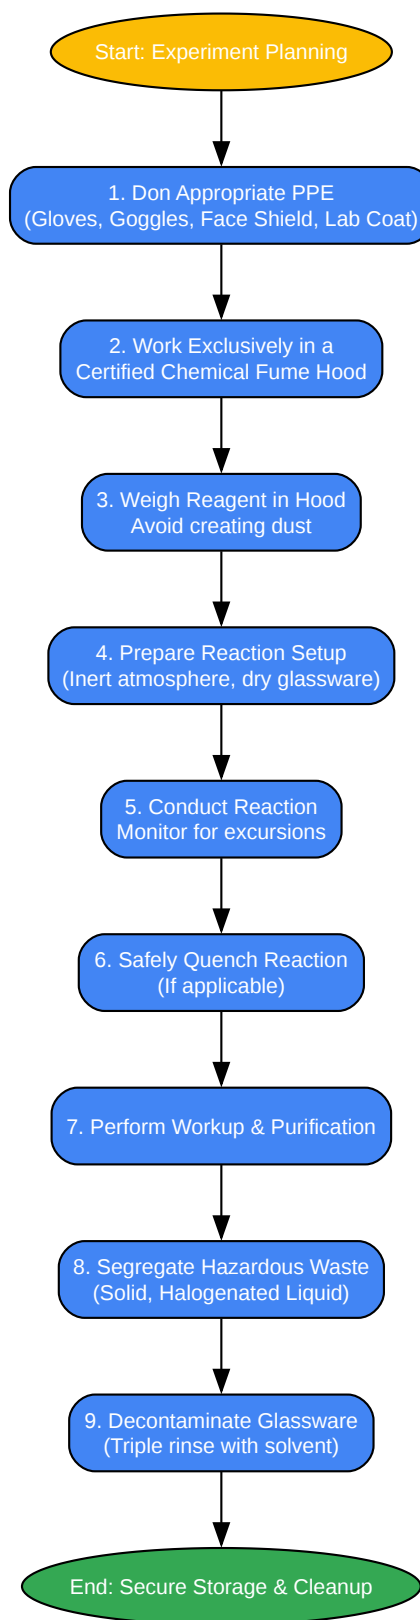 Start: Experiment Planning
1. Don Appropriate PPE
(Gloves, Goggles, Face Shield, Lab Coat)
2. Work Exclusively in a
Certified Chemical Fume Hood
3. Weigh Reagent in Hood
Avoid creating dust
4. Prepare Reaction Setup
(Inert atmosphere, dry glassware)
5. Conduct Reaction
Monitor for excursions
6. Safely Quench Reaction
(If applicable)
7. Perform Workup & Purification
8. Segregate Hazardous Waste
(Solid, Halogenated Liquid)
9. Decontaminate Glassware
(Triple rinse with solvent)
End: Secure Storage & Cleanup